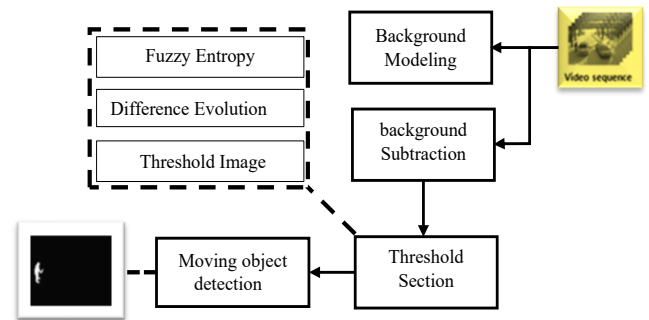 Fuzzy Entropy
Difference Evolution
Threshold Image
Background
Modeling
Video sequence
background
Subtraction
Threshold
Section
Moving object
detection